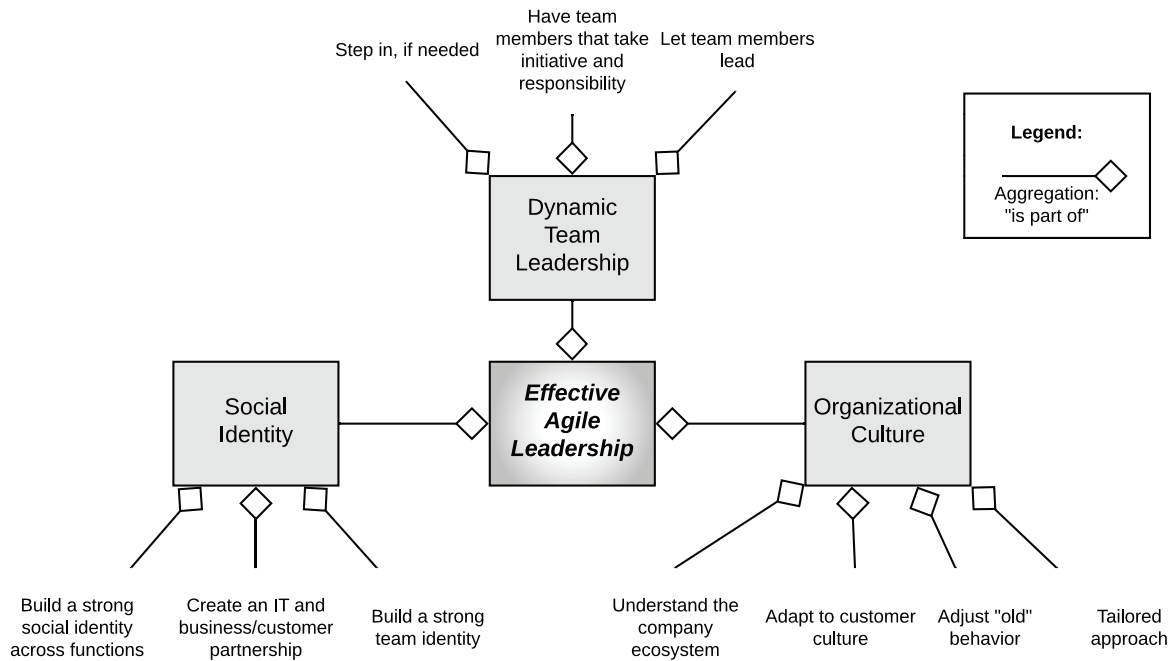 Step in, if needed
Have team
members that take
initiative and
responsibility
Let team members
lead
Legend:
Aggregation:
"is part of"
Dynamic
Team
Leadership
Social
Identity
Effective
Agile
Leadership
Organizational
Culture
Build a strong
social identity
across functions
Create an IT and
business/customer
partnership
Build a strong
team identity
Understand the
company
ecosystem
Adapt to customer
culture
Adjust "old"
behavior
Tailored
approach